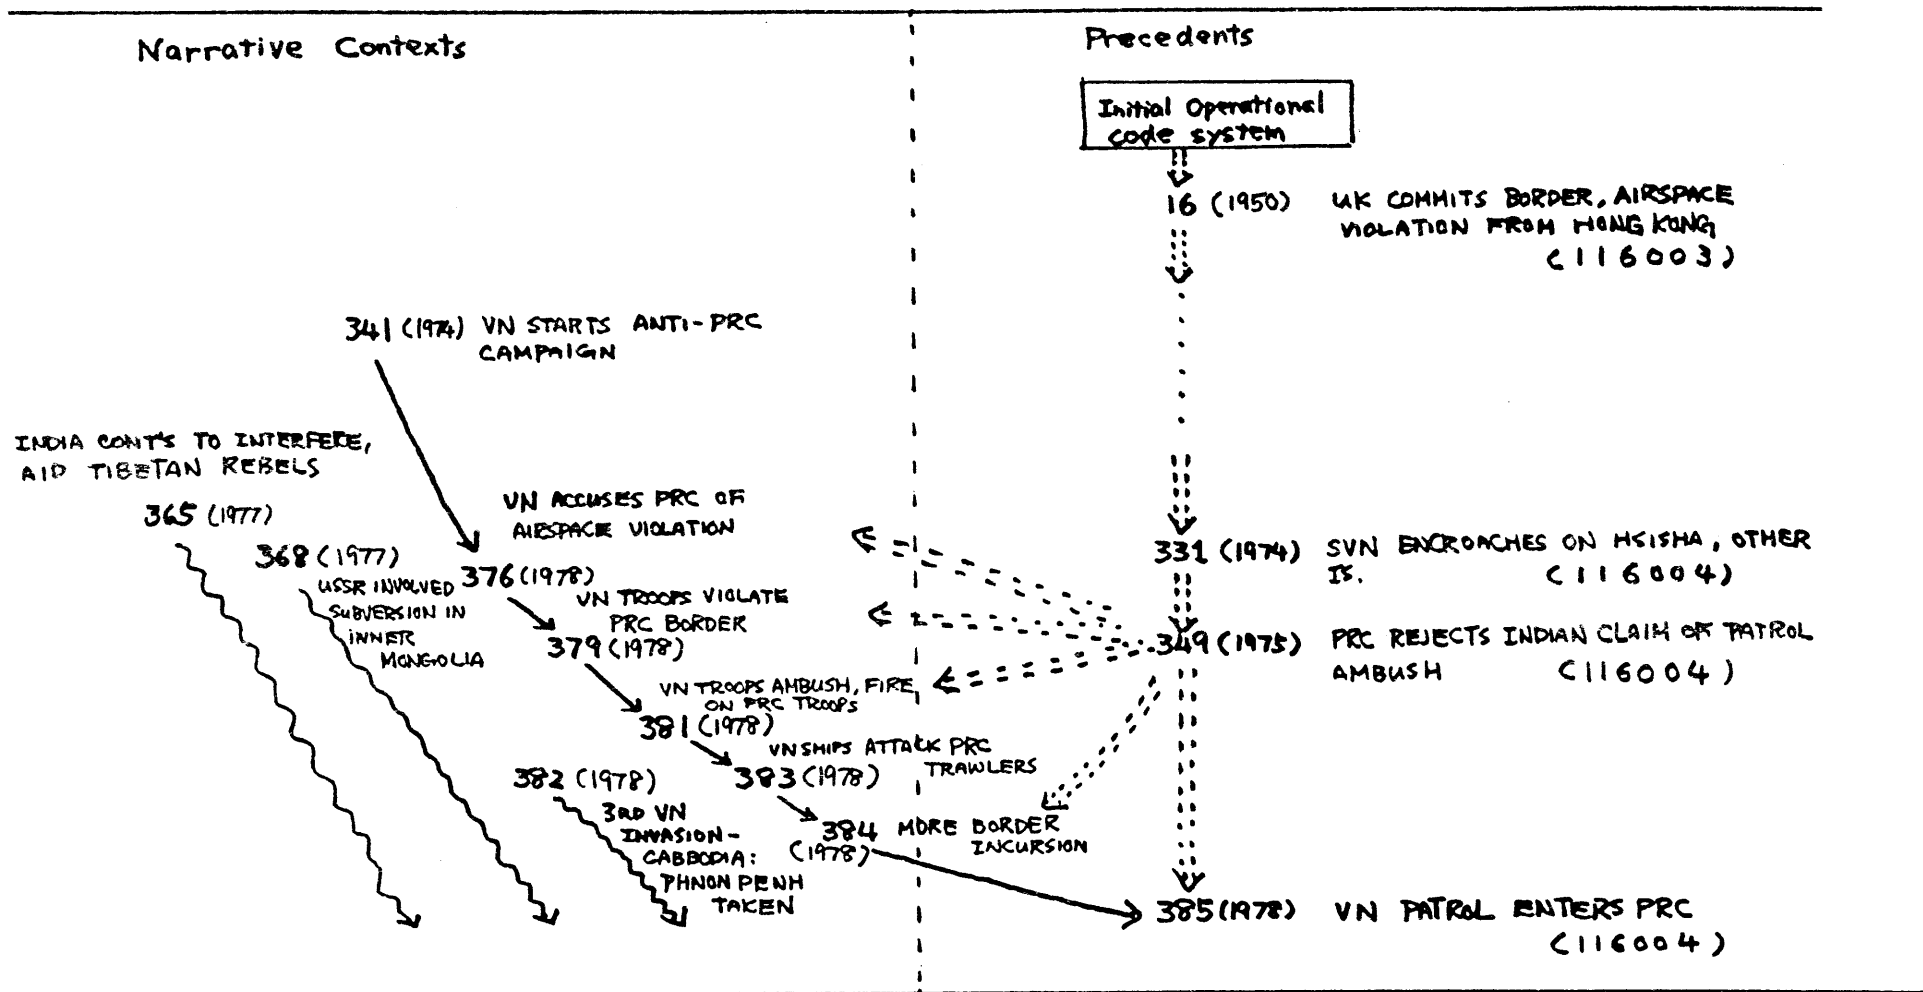 Narrative Contexts
Precedents
Initial Operational
code system
16 (1950) UK COMMITS BORDER, AIRSPACE
VIOLATION FROM HONG KONG
(116003)
341 (1974) VN STARTS ANTI-PRC
CAMPAIGN
INDIA CONT'S TO INTERFERE,
AID TIBETAN REBELS
365 (1977)
368 (1977)
USSR INVOLVED
SUBVERSION IN
INNER
MONGOLIA
VN ACCUSES PRC OF
AIRSPACE VIOLATION
376 (1978)
VN TROOPS VIOLATE
PRC BORDER
379 (1978)
VN TROOPS AMBUSH, FIRE
ON PRC TROOPS
381 (1978)
VN SHIPS ATTACK PRC
TRAWLERS
383 (1978)
382 (1978)
3RD VN
INVASION-
CABBODIA:
PHNON PENH
TAKEN
384 MORE BORDER
(1978) INCURSION
331 (1974) SVN ENCROACHES ON HSISHA, OTHER
IS. (116004)
349 (1975) PRC REJECTS INDIAN CLAIM OF PATROL
AMBUSH (116004)
385 (1978) VN PATROL ENTERS PRC
(116004)